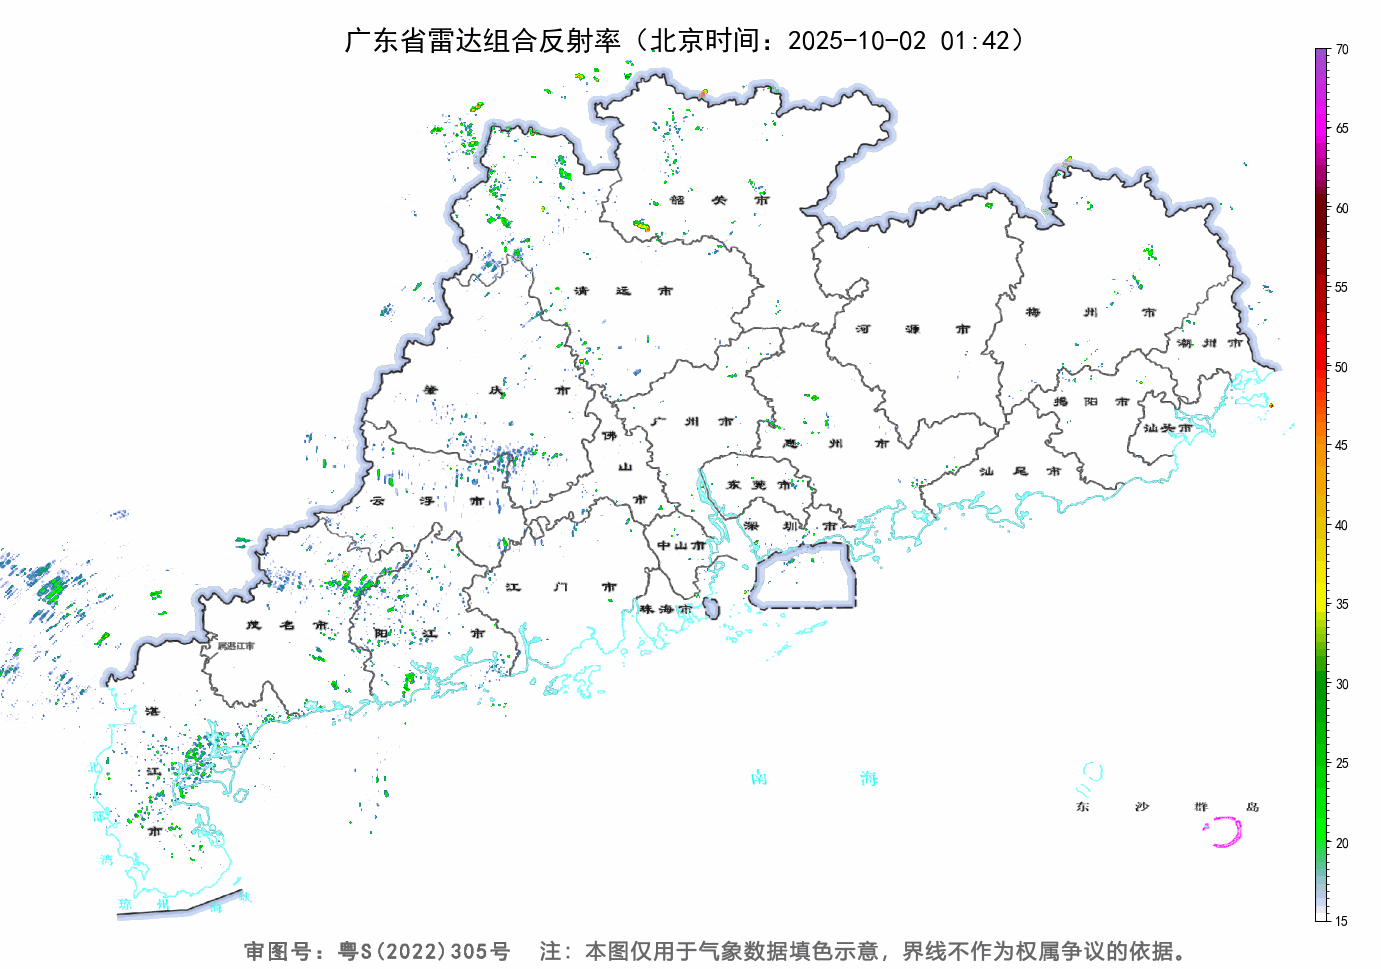 广东省雷达组合反射率（北京时间：2025-10-02 01:42）
70
65
60
55
50
45
40
35
30
25
20
15
韶关市
清远市
河源市
梅州市
潮州市
肇庆市
广州市
佛山市
惠州市
揭阳市
汕头市
汕尾市
云浮市
东莞市
深圳市
中山市
江门市
珠海市
茂名市
阳江市
属湛江市
湛江市
北部湾
琼州海峡
南海
东沙群岛
审图号：粤S(2022)305号 注：本图仅用于气象数据填色示意，界线不作为权属争议的依据。